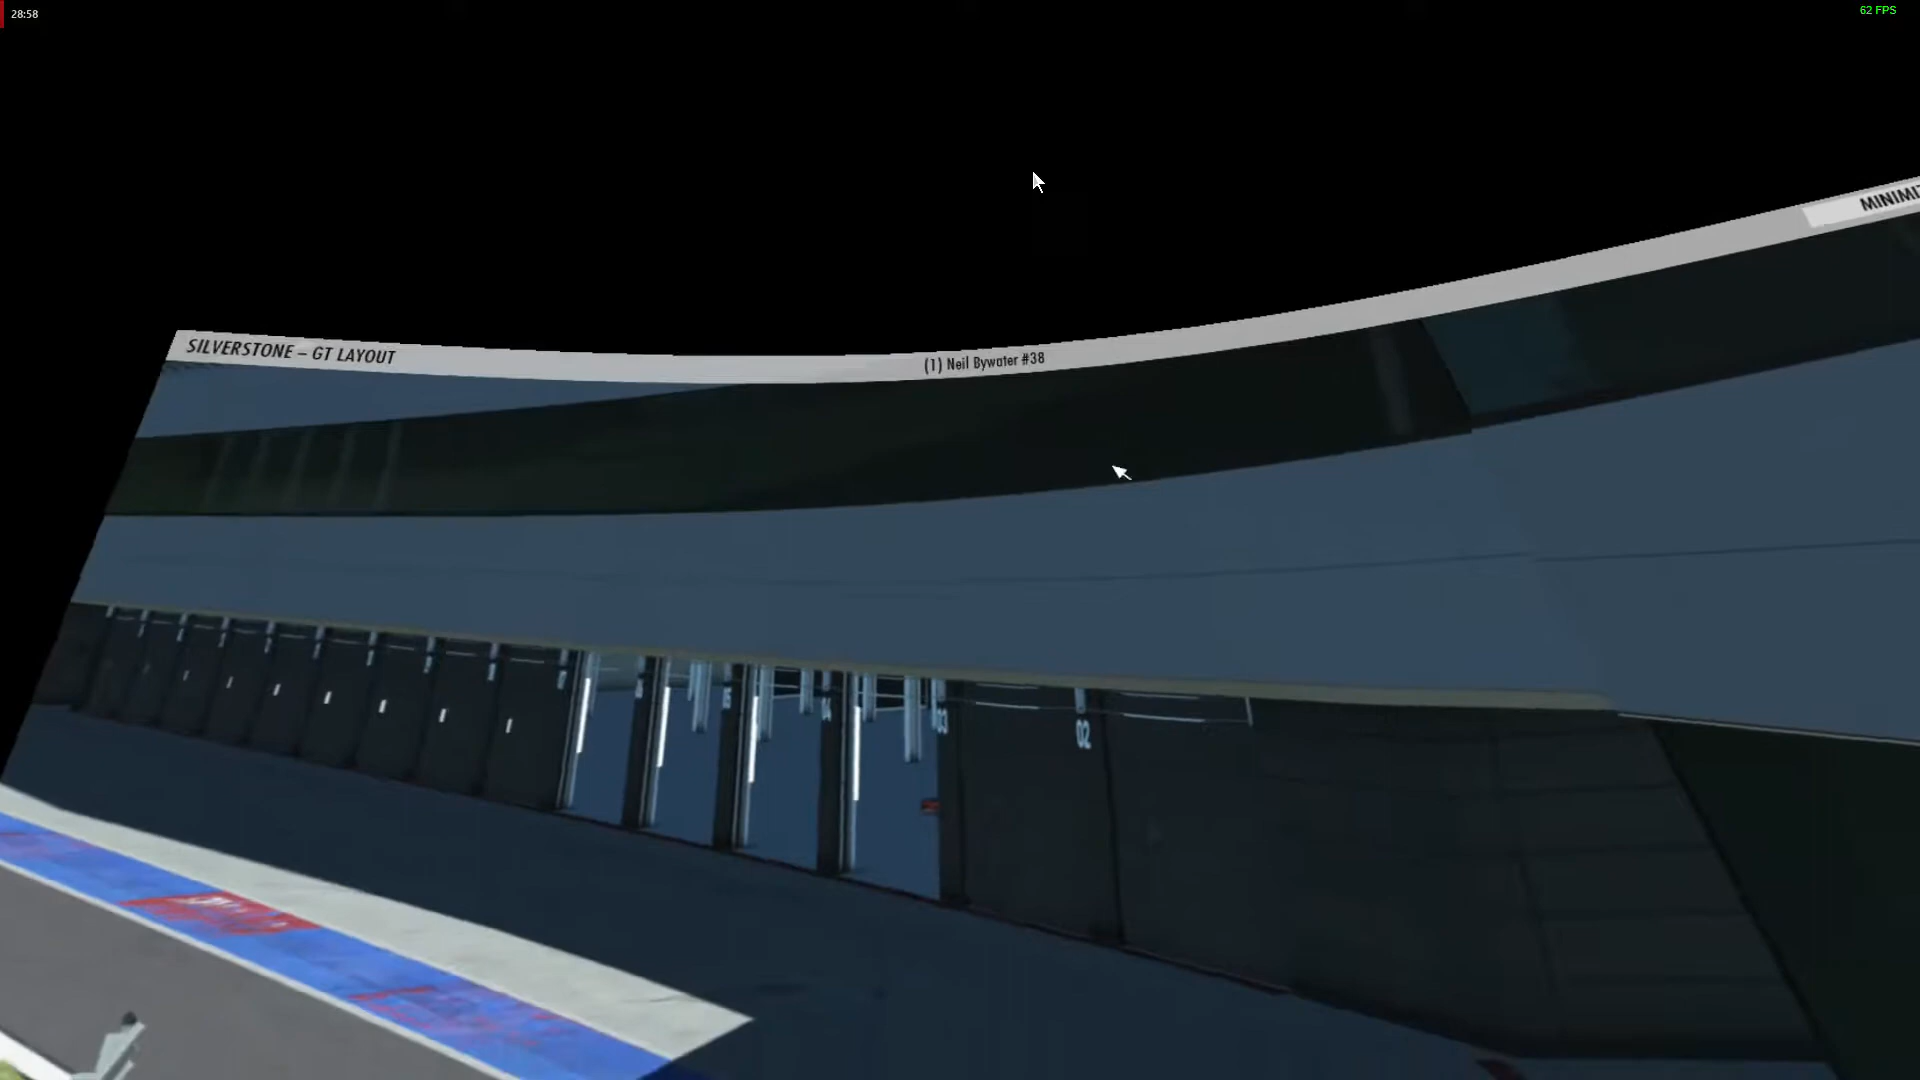 28:58
62 FPS
MINIMI
SILVERSTONE – GT LAYOUT
(1) Neil Bywater #38
03
02